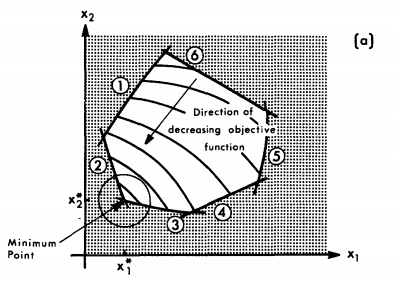 x2
(a)
6
1
Direction of
decreasing objective
function
5
2
x2*
4
3
Minimum
Point
x1*
x1